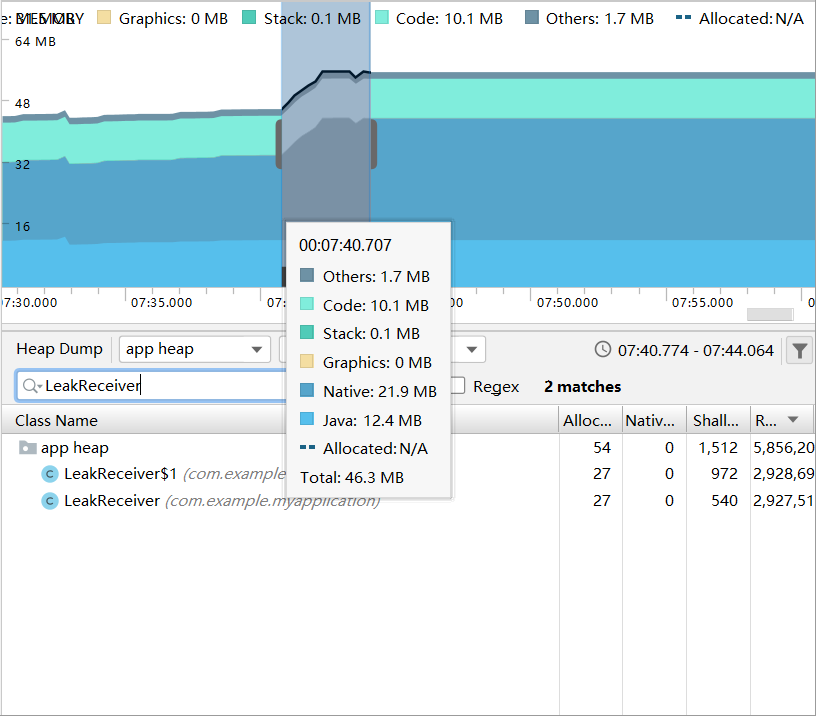 Graphics: 0 MB Stack: 0.1 MB Code: 10.1 MB Others: 1.7 MB Allocated: N/A
64 MB
48
32
16
00:07:40.707
Others: 1.7 MB
Code: 10.1 MB
Stack: 0.1 MB
Graphics: 0 MB
Native: 21.9 MB
Java: 12.4 MB
Allocated: N/A
Total: 46.3 MB
7:30.000 07:35.000 07:50.000 07:55.000
Heap Dump app heap 07:40.774 - 07:44.064
LeakReceiver Regex 2 matches
Class Name Alloc... Nativ... Shall... R...
app heap 54 0 1,512 5,856,20
LeakReceiver$1 (com.example 27 0 972 2,928,69
LeakReceiver (com.example.myapplication) 27 0 540 2,927,51